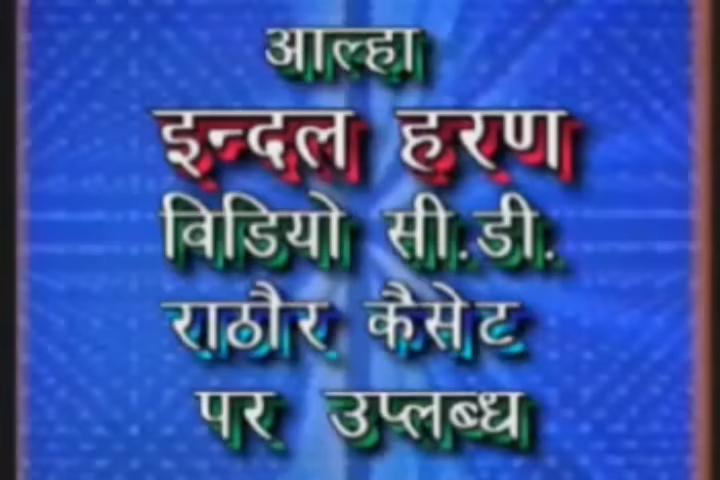 आल्हा
इन्दल हरण
विडियो सी.डी.
राठौर कैसेट
पर उप्लब्ध